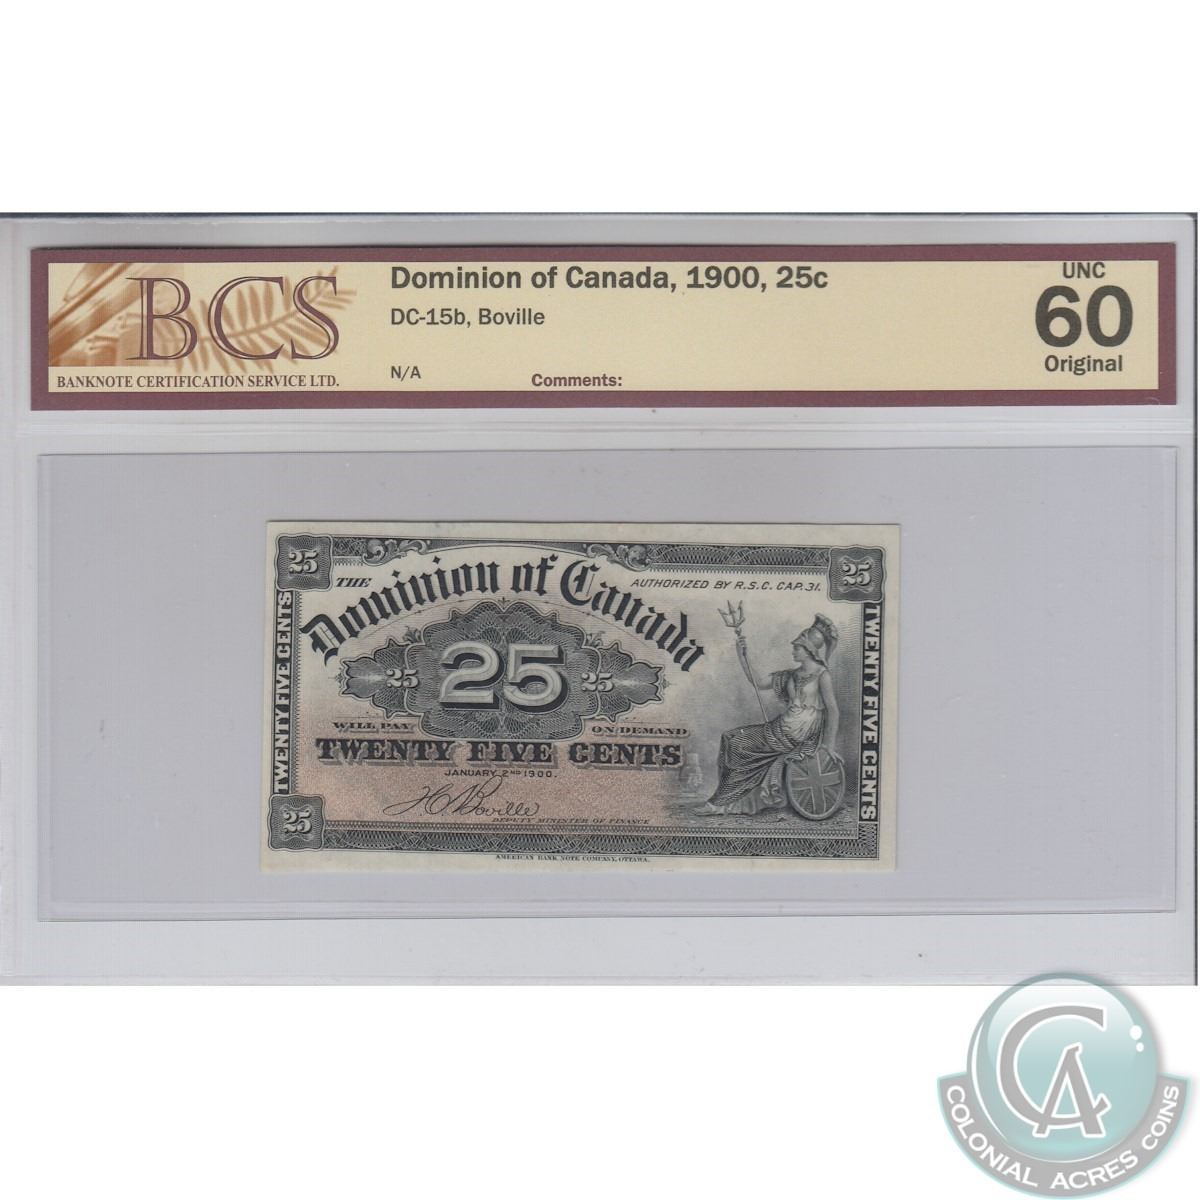 BCS
BANKNOTE CERTIFICATION SERVICE LTD.
Dominion of Canada, 1900, 25c
DC-15b, Boville
N/A
Comments:
UNC
60
Original
25
25
THE
Dominion of Canada
AUTHORIZED BY R.S.C. CAP. 31.
TWENTY FIVE CENTS
25
25
25
TWENTY FIVE CENTS
WILL PAY
ON DEMAND
TWENTY FIVE CENTS
JANUARY 2ND 1900.
Boville
DEPUTY MINISTER OF FINANCE
25
AMERICAN BANK NOTE COMPANY, OTTAWA.
CA
COLONIAL ACRES COINS